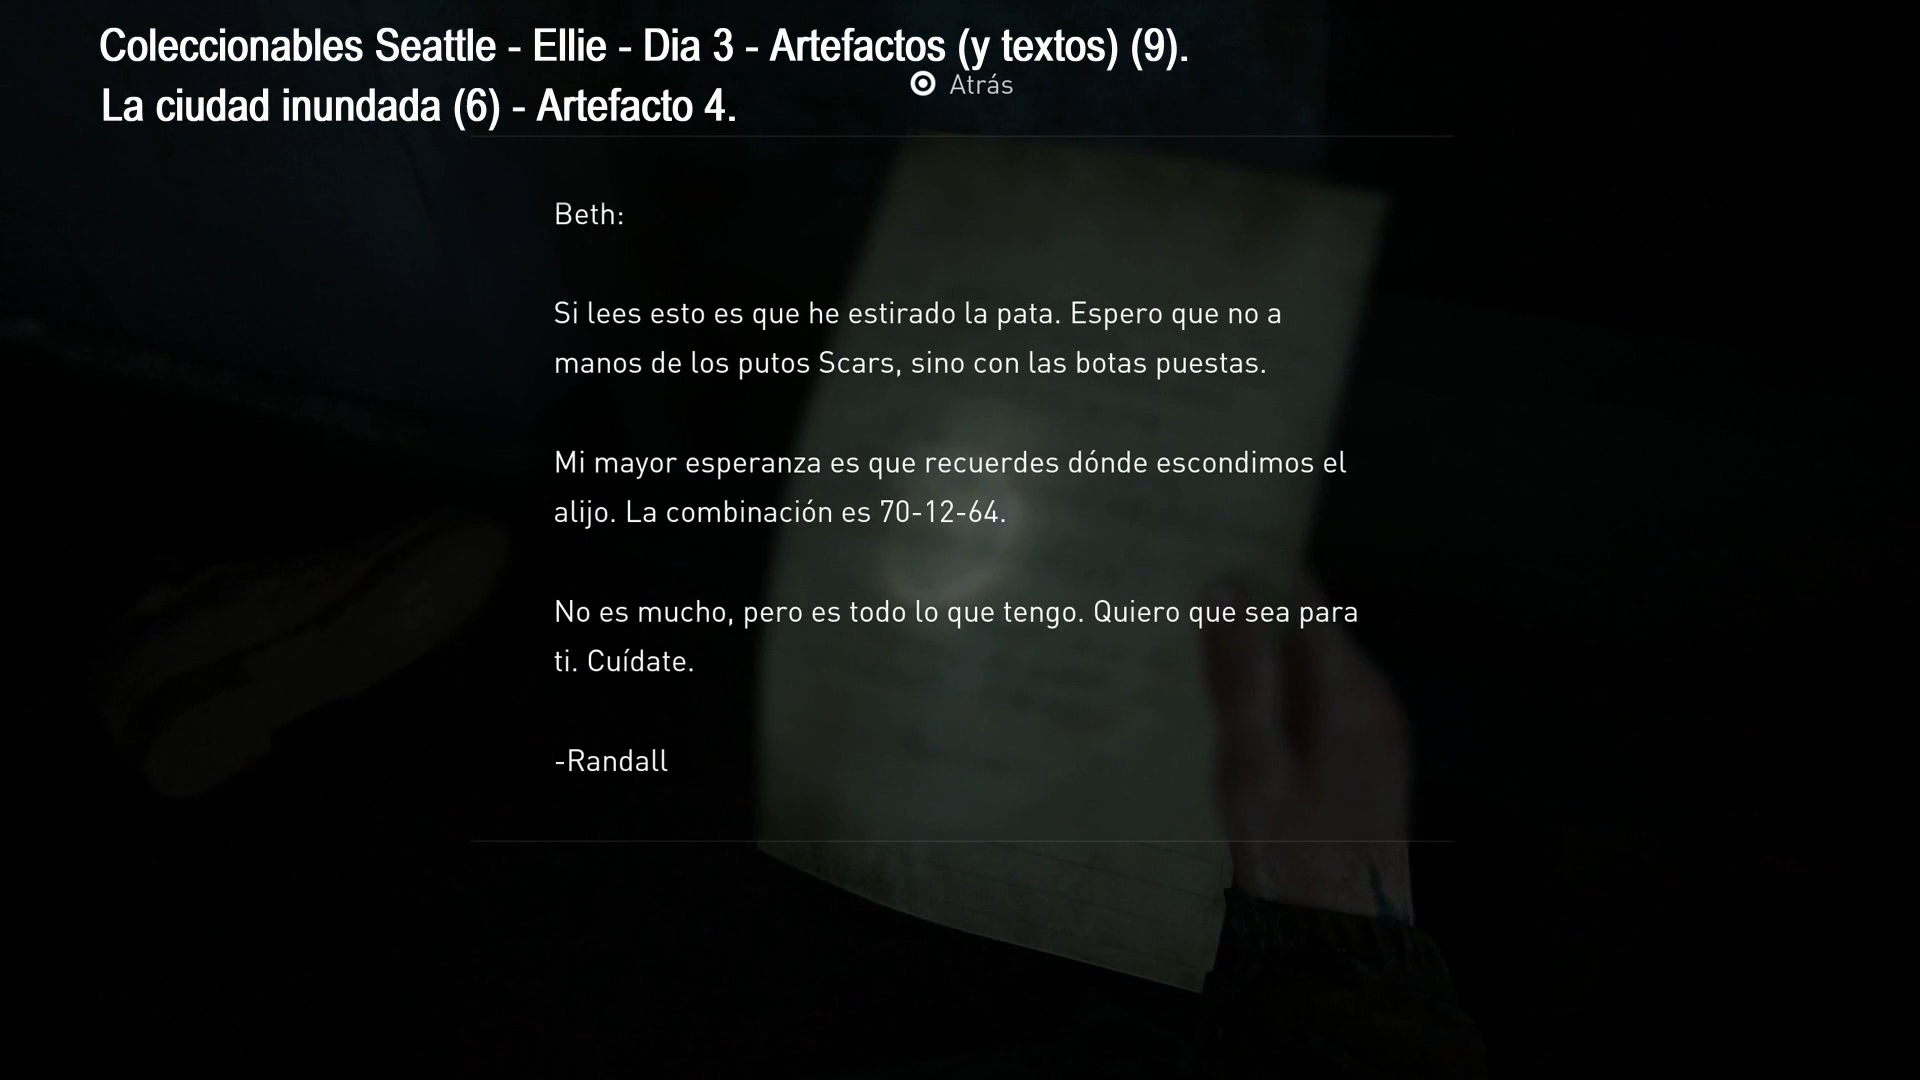 Coleccionables Seattle - Ellie - Dia 3 - Artefactos (y textos) (9).
Atrás
La ciudad inundada (6) - Artefacto 4.
Beth:
Si lees esto es que he estirado la pata. Espero que no a
manos de los putos Scars, sino con las botas puestas.
Mi mayor esperanza es que recuerdes dónde escondimos el
alijo. La combinación es 70-12-64.
No es mucho, pero es todo lo que tengo. Quiero que sea para
ti. Cuídate.
-Randall